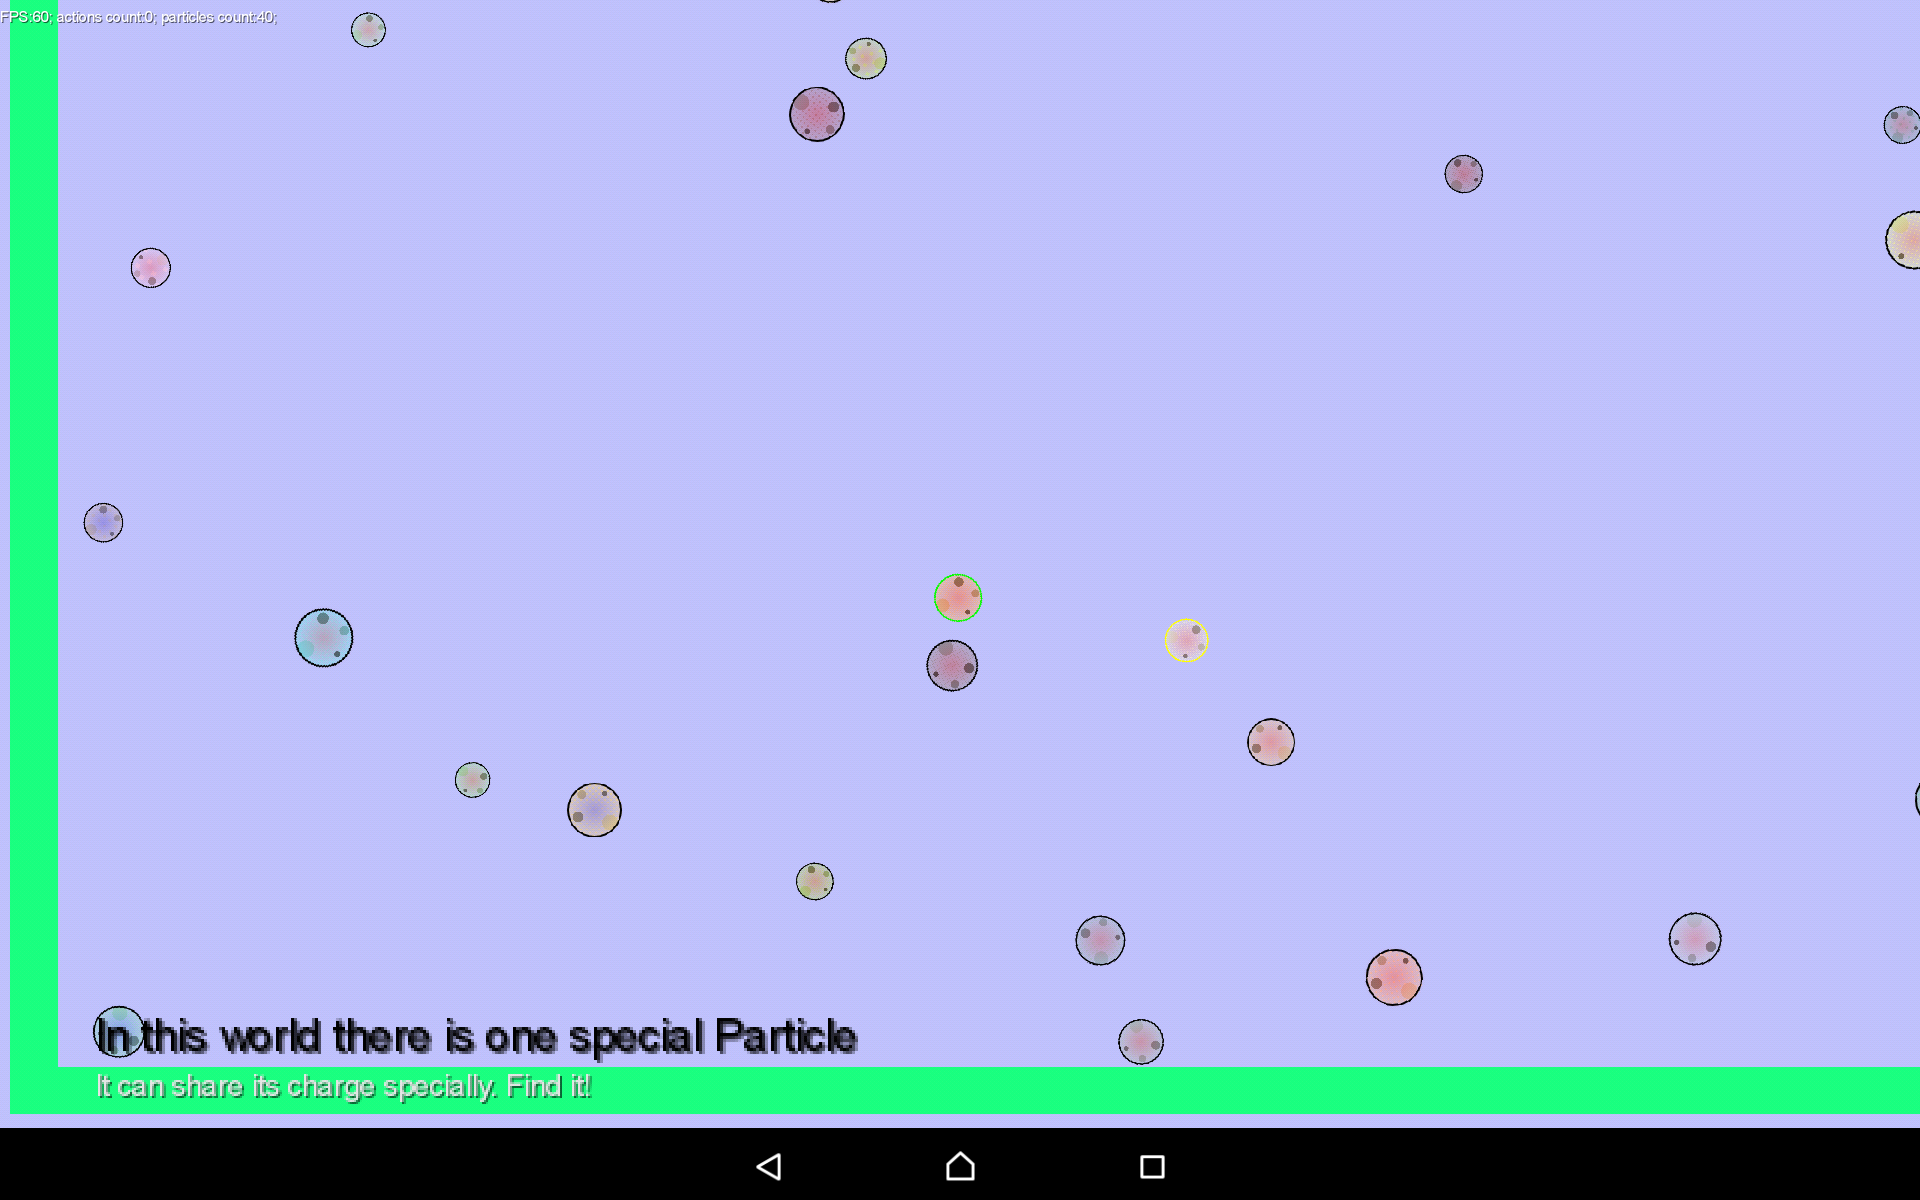 FPS:60; actions count:0; particles count:40;
In this world there is one special Particle
It can share its charge specially. Find it!